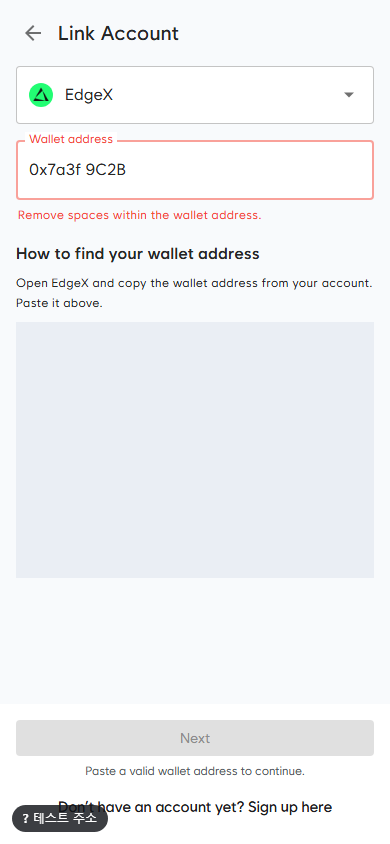 Link Account
EdgeX
Wallet address
0x7a3f 9C2B
Remove spaces within the wallet address.
How to find your wallet address
Open EdgeX and copy the wallet address from your account.
Paste it above.
Next
Paste a valid wallet address to continue.
Don't have an account yet? Sign up here
? 테스트 주소